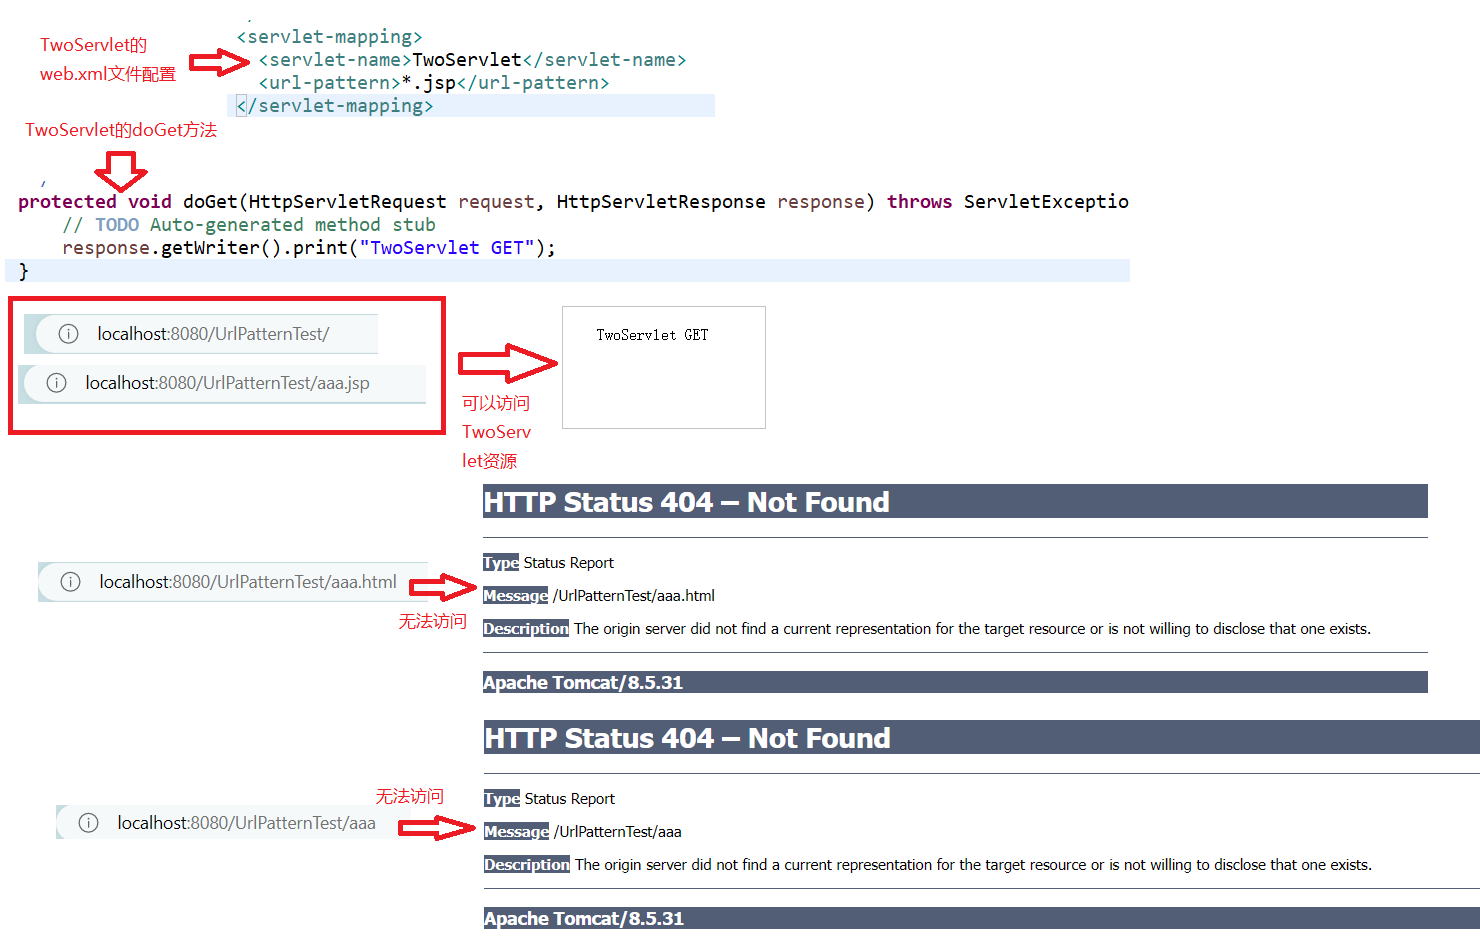 TwoServlet的
web.xml文件配置
<servlet-mapping>
<servlet-name>TwoServlet</servlet-name>
<url-pattern>*.jsp</url-pattern>
</servlet-mapping>
TwoServlet的doGet方法
protected void doGet(HttpServletRequest request, HttpServletResponse response) throws ServletExceptio
// TODO Auto-generated method stub
response.getWriter().print("TwoServlet GET");
}
localhost:8080/UrlPatternTest/
localhost:8080/UrlPatternTest/aaa.jsp
可以访问
TwoServ
let资源
TwoServlet GET
HTTP Status 404 – Not Found
Type Status Report
localhost:8080/UrlPatternTest/aaa.html
无法访问
Message /UrlPatternTest/aaa.html
Description The origin server did not find a current representation for the target resource or is not willing to disclose that one exists.
Apache Tomcat/8.5.31
HTTP Status 404 – Not Found
Type Status Report
无法访问
localhost:8080/UrlPatternTest/aaa
Message /UrlPatternTest/aaa
Description The origin server did not find a current representation for the target resource or is not willing to disclose that one exists.
Apache Tomcat/8.5.31